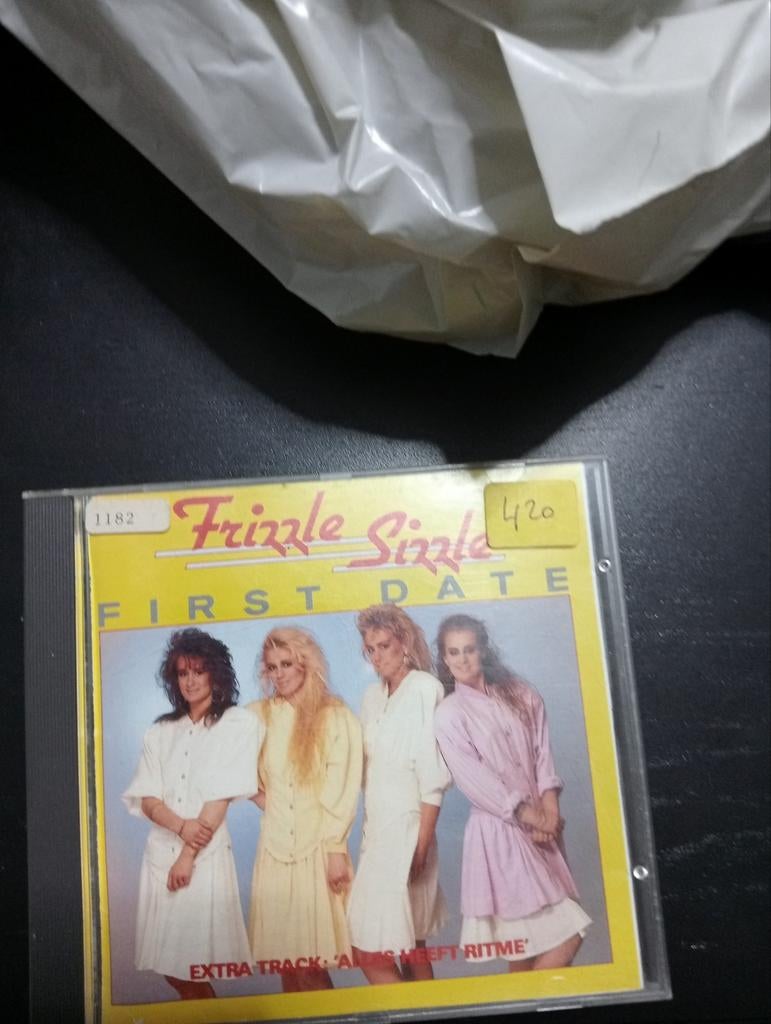 1182
Frizzle Sizzle
420
FIRST DATE
EXTRA TRACK: 'ALLES HEEFT RITME'